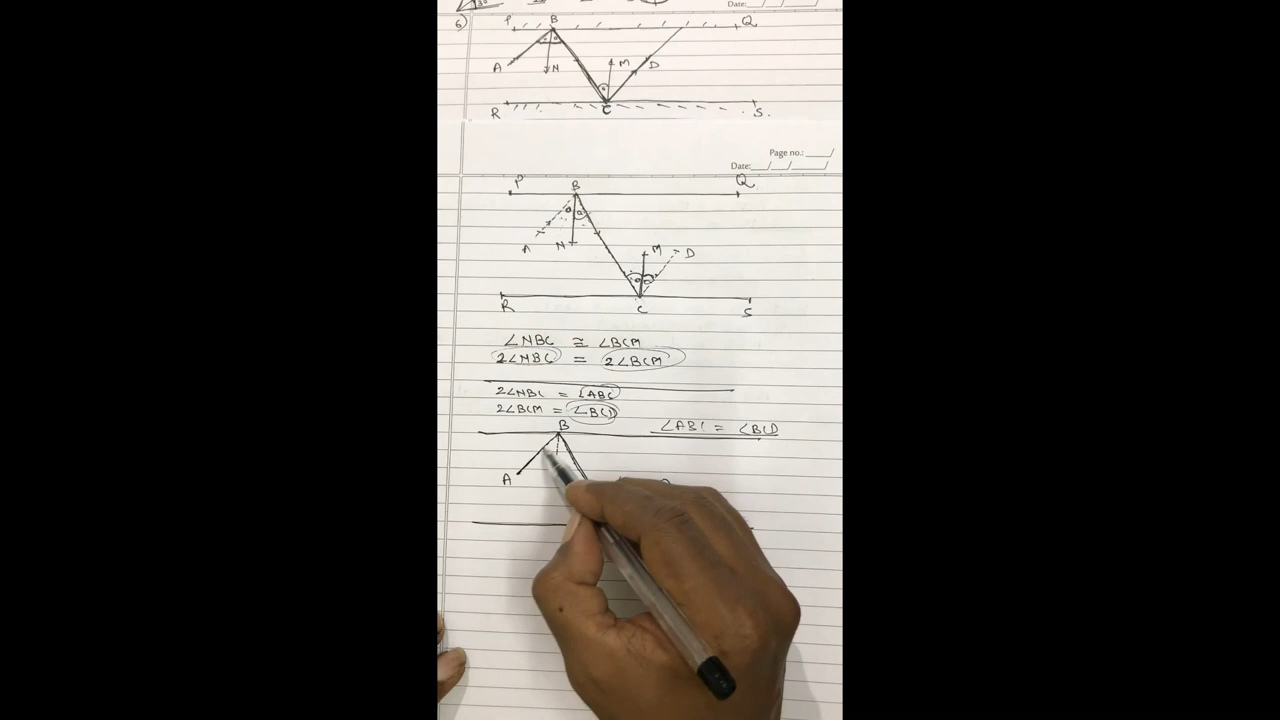 Date:
6)
P B Q
A N M D
R C S.
Page no.:
Date:
P B Q
A N M D
R C S
∠NBC ≅ ∠BCM
2∠NBC = 2∠BCM
2∠NBC = ∠ABC
2∠BCM = ∠BCD
∠ABC = ∠BCD
B
A